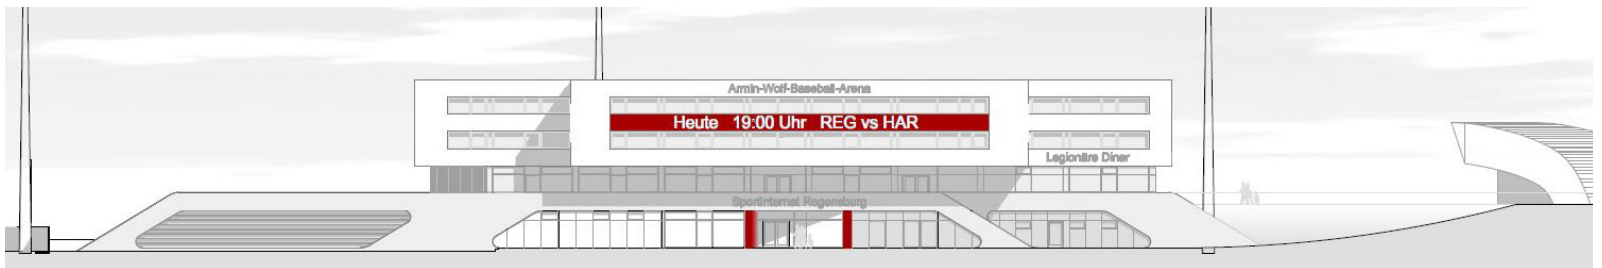 Armin-Wolf-Baseball-Arena
Heute 19:00 Uhr REG vs HAR
Legionäre Diner
Sportinternat Regensburg